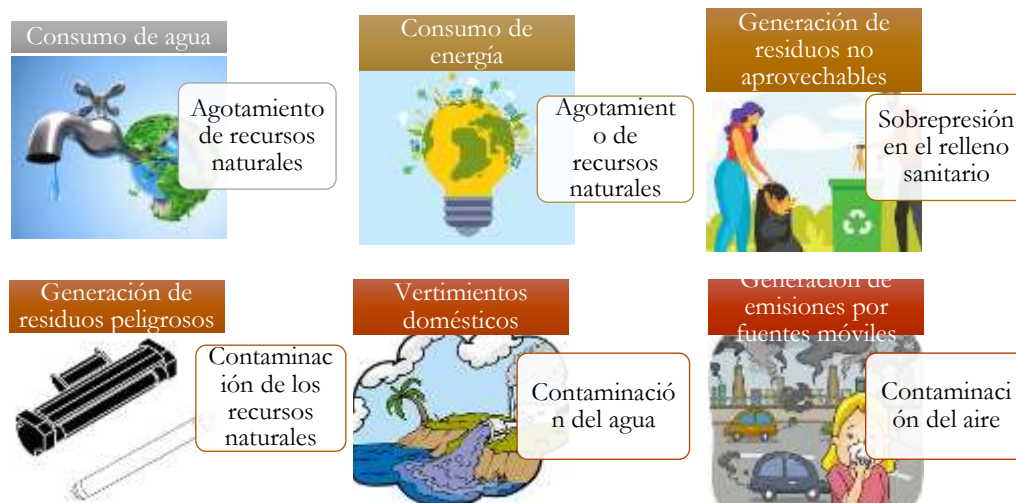 Consumo de agua
Agotamiento
de recursos
naturales
Consumo de
energía
Agotamient
o de
recursos
naturales
Generación de
residuos no
aprovechables
Sobrepresión
en el relleno
sanitario
Generación de
residuos peligrosos
Contaminac
ión de los
recursos
naturales
Vertimientos
domésticos
Contaminació
n del agua
Generación de
emisiones por
fuentes móviles
Contaminaci
ón del aire